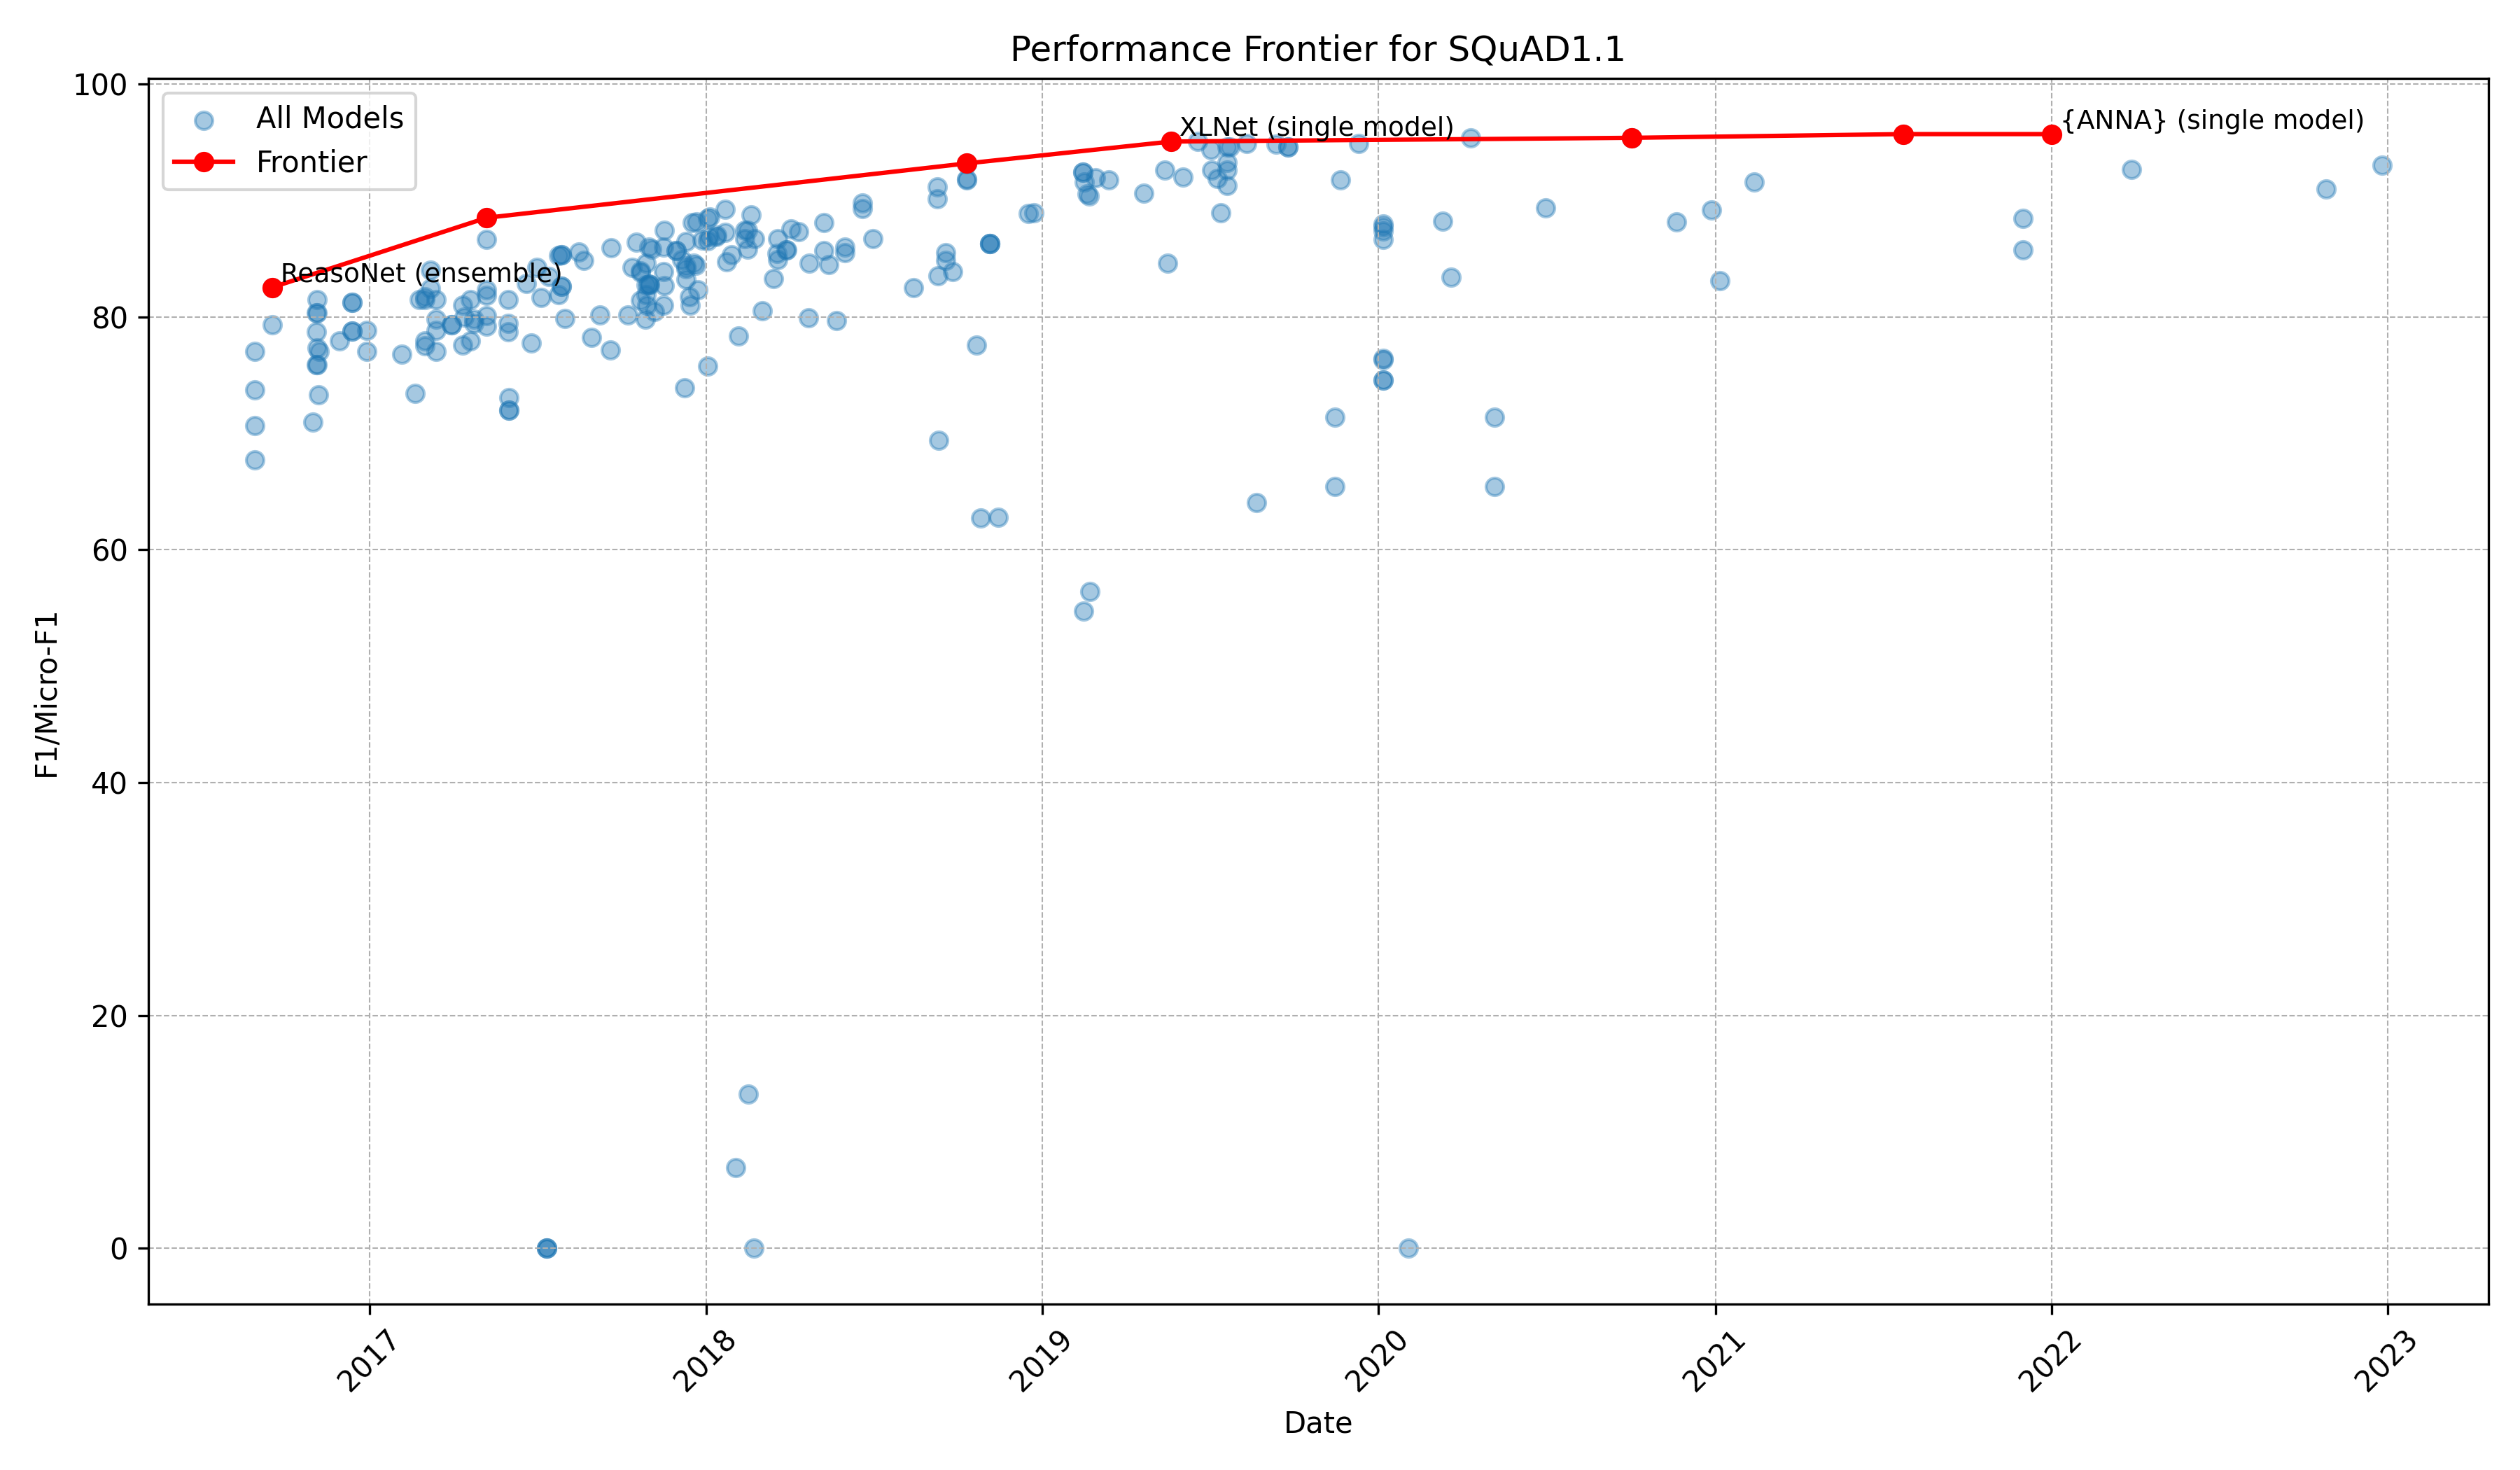 Performance Frontier for SQuAD1.1
100
80
60
40
20
0
F1/Micro-F1
All Models
Frontier
ReasoNet (ensemble)
XLNet (single model)
{ANNA} (single model)
2017
2018
2019
2020
2021
2022
2023
Date